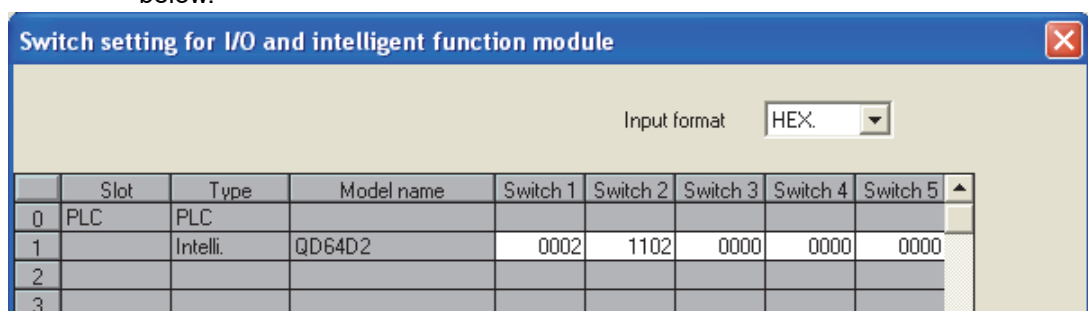 below.
Switch setting for I/O and intelligent function module
Input format HEX.
Slot Type Model name Switch 1 Switch 2 Switch 3 Switch 4 Switch 5
0 PLC PLC
1 Intelli. QD64D2 0002 1102 0000 0000 0000
2
3